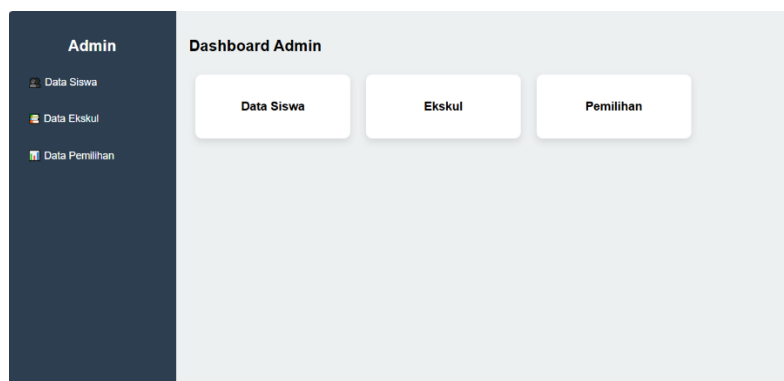 Admin
Data Siswa
Data Ekskul
Data Pemilihan
Dashboard Admin
Data Siswa
Ekskul
Pemilihan